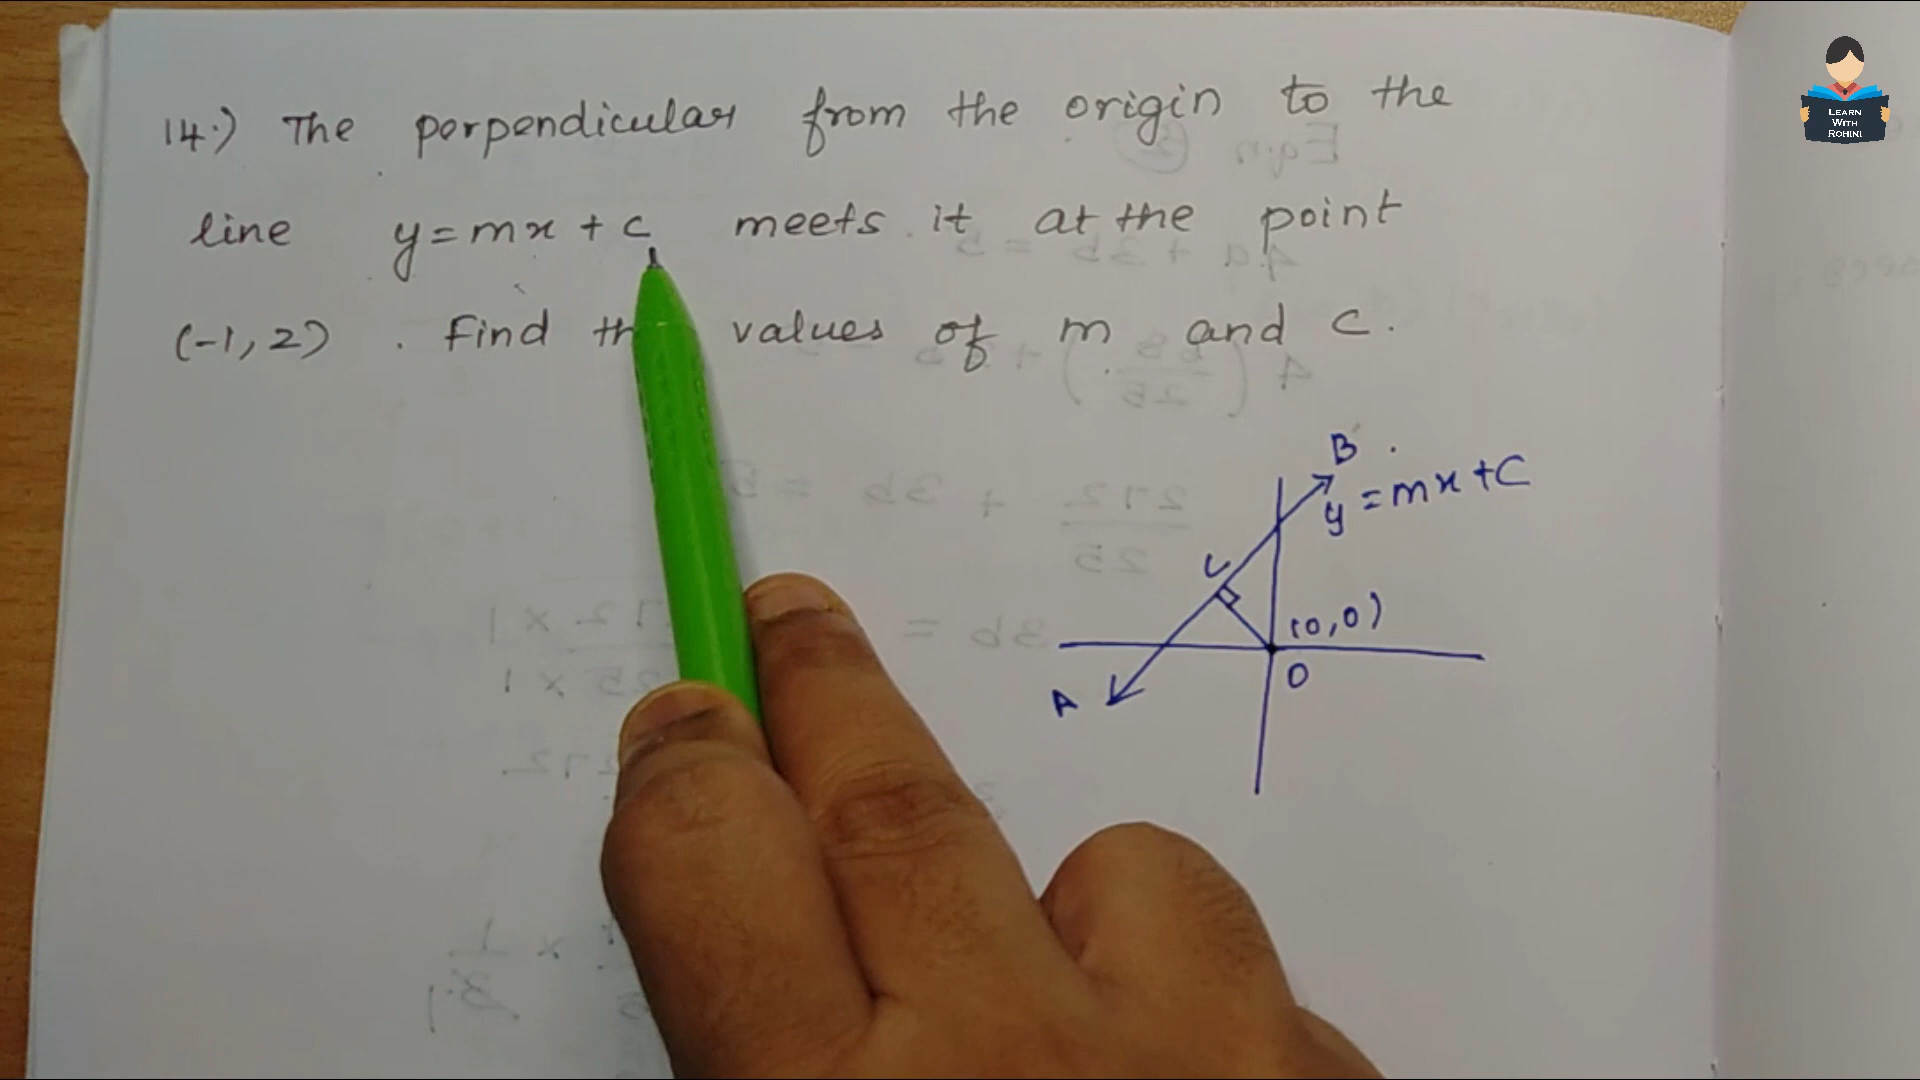 14.) The perpendicular from the origin to the
line y=mx+c meets it at the point
(-1,2). Find th values of m and c.
B
y=mx+c
L
(0,0)
A
O
LEARN
WITH
ROHINI